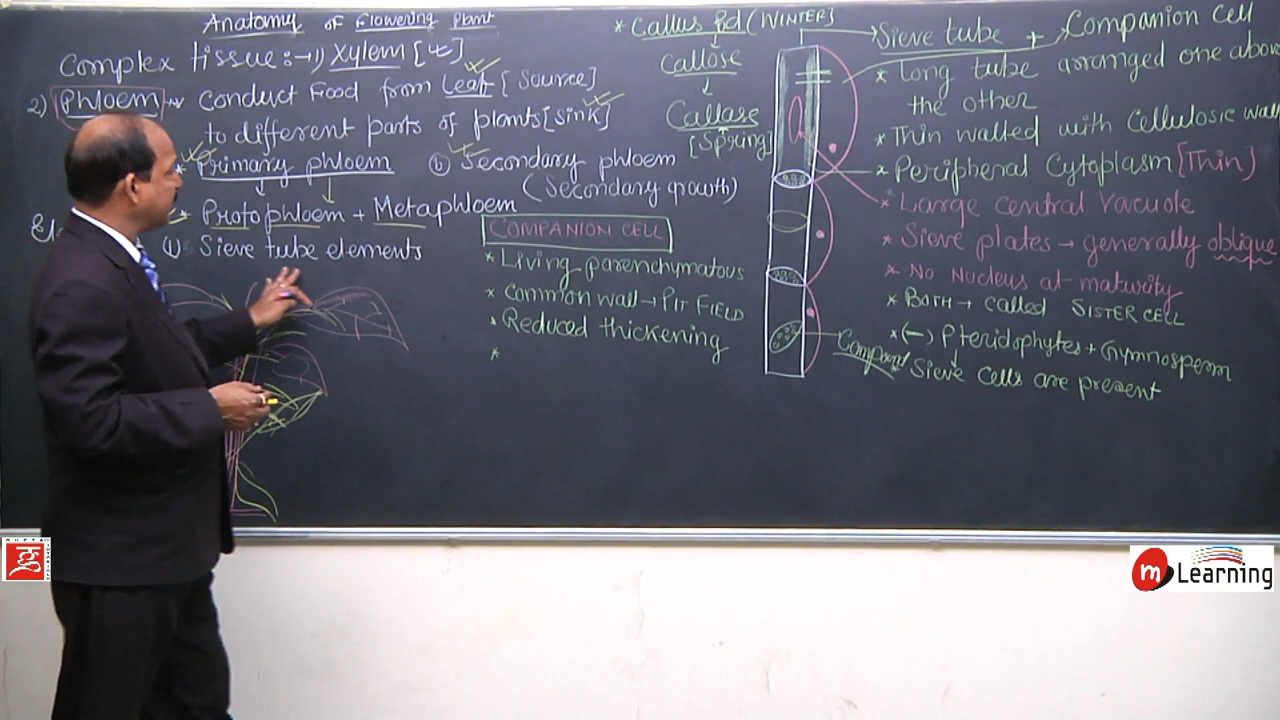 Anatomy of Flowering Plant
Complex tissue :→ 1) Xylem [
2) Phloem → Conduct Food from Leaf [Source]
to different parts of plants [sink]
* Primary phloem (b) Secondary phloem
(Secondary growth)
* Protophloem + Metaphloem
(1) Sieve tube elements
COMPANION CELL
* Living parenchymatous
* Common wall → PIT FIELD
* Reduced thickening
*
* Callus Pad (WINTER)
Callose
Callase
[Spring]
Sieve tube + Companion Cell
* Long tube arranged one above
the other
* Thin walled with Cellulosic wall
* Peripheral Cytoplasm [Thin]
* Large central Vacuole
* Sieve plates → generally oblique
* No Nucleus at maturity
* BOTH → called SISTER CELL
* (-) Pteridophytes + Gymnosperm
Sieve Cells are present
m Learning